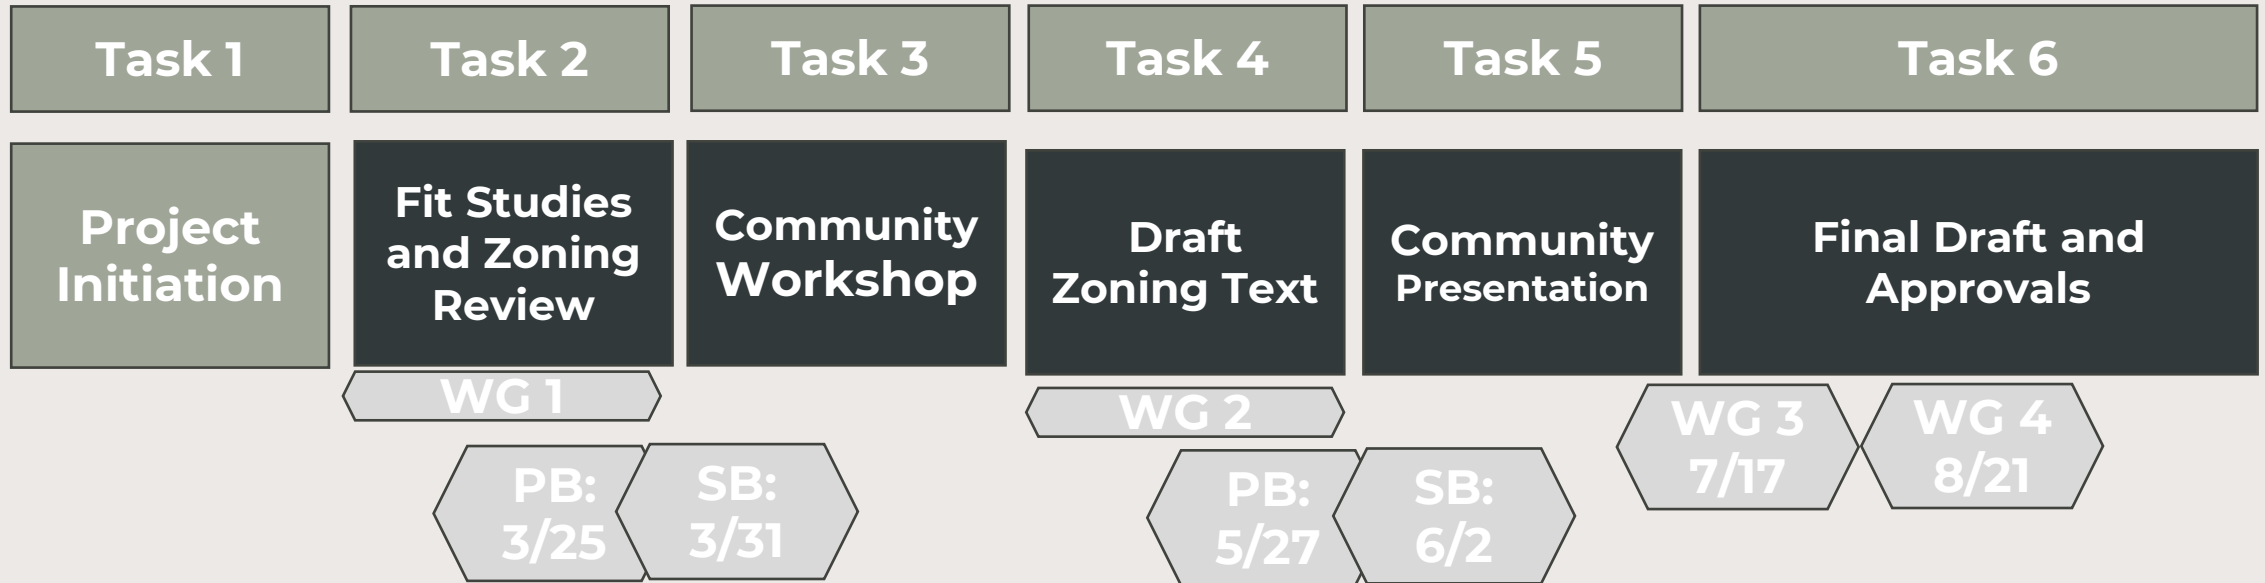 Task 1
Task 2
Task 3
Task 4
Task 5
Task 6
Project
Initiation
Fit Studies
and Zoning
Review
Community
Workshop
Draft
Zoning Text
Community
Presentation
Final Draft and
Approvals
WG 1
WG 2
WG 3
7/17
WG 4
8/21
PB:
3/25
SB:
3/31
PB:
5/27
SB:
6/2